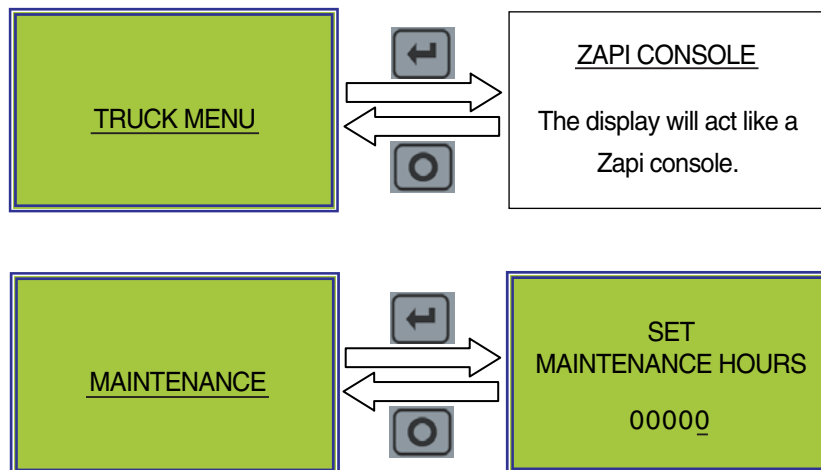 TRUCK MENU
ZAPI CONSOLE
The display will act like a
Zapi console.
MAINTENANCE
SET
MAINTENANCE HOURS
00000